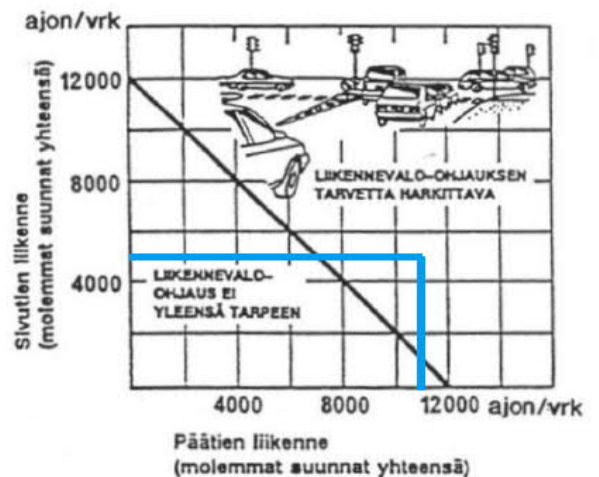 ajon/vrk
12000
8000
4000
Sivutien liikenne
(molemmat suunnat yhteensä)
LIIKENNEVALO-OHJAUKSEN
TARVETTA HARKITTAVA
LIIKENNEVALO-
OHJAUS EI
YLEENSÄ TARPEEN
4000 8000 12000 ajon/vrk
Päätien liikenne
(molemmat suunnat yhteensä)